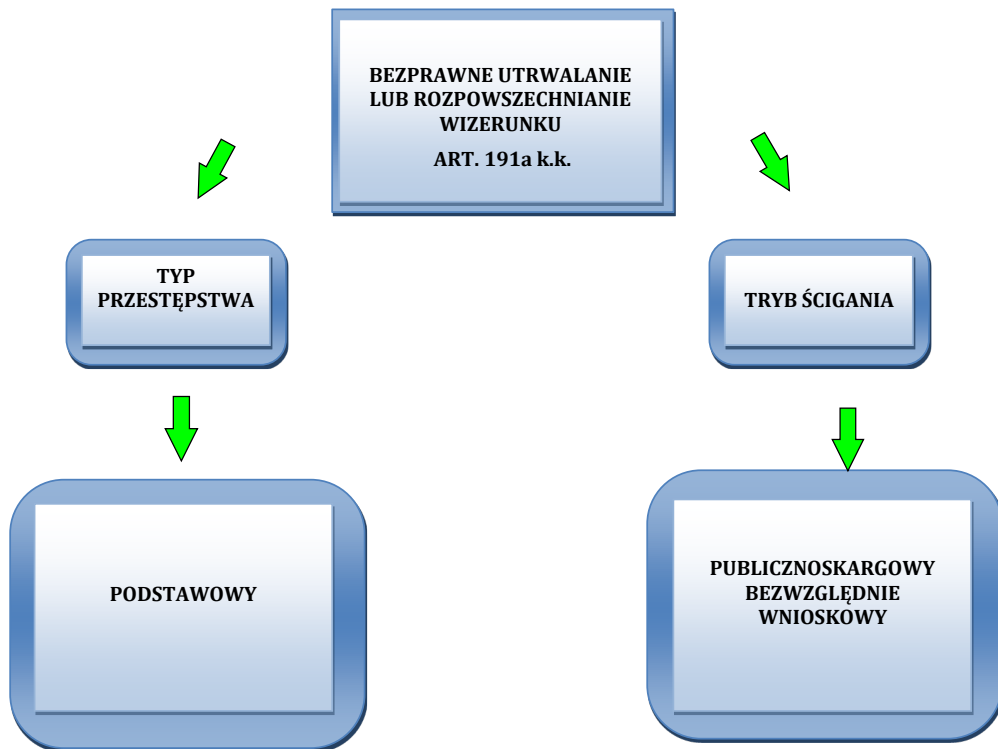 BEZPRAWNE UTRWALANIE
LUB ROZPOWSZECHNIANIE
WIZERUNKU
ART. 191a k.k.
TYP
PRZESTĘPSTWA
TRYB ŚCIGANIA
PODSTAWOWY
PUBLICZNOSKARGOWY
BEZWZGLĘDNIE
WNIOSKOWY